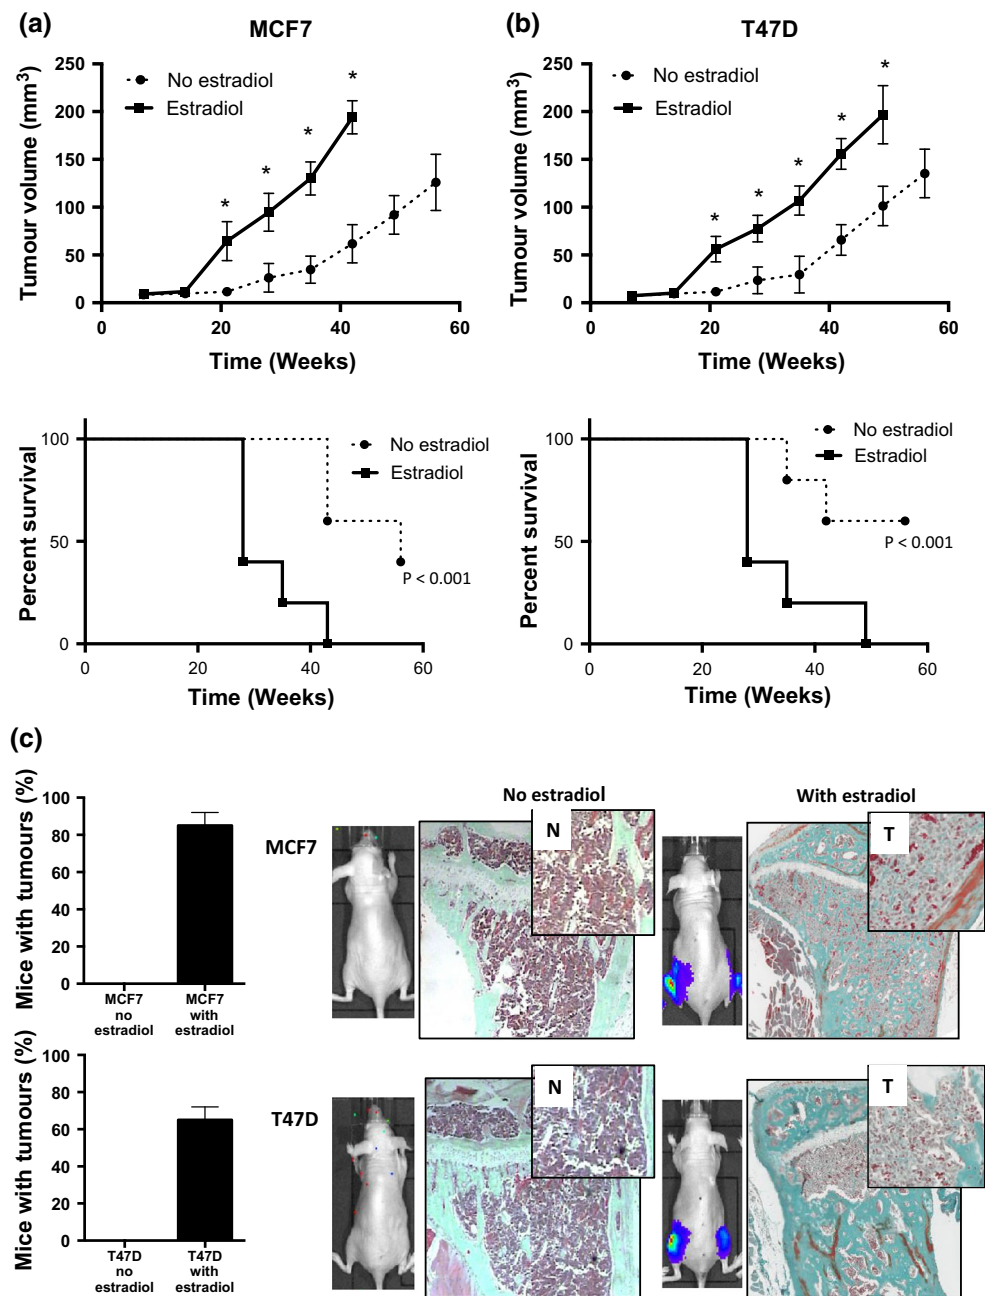 (a)
MCF7
Tumour volume (mm3)
250
200
150
100
50
0
No estradiol
Estradiol
*
*
*
*
*
0
20
40
60
Time (Weeks)
(b)
T47D
Tumour volume (mm3)
250
200
150
100
50
0
No estradiol
Estradiol
*
*
*
*
*
0
20
40
60
Time (Weeks)
Percent survival
100
50
0
No estradiol
Estradiol
P < 0.001
0
20
40
60
Time (Weeks)
Percent survival
100
50
0
No estradiol
Estradiol
P < 0.001
0
20
40
60
Time (Weeks)
(c)
Mice with tumours (%)
100
80
60
40
20
0
MCF7
no
estradiol
MCF7
with
estradiol
No estradiol
With estradiol
MCF7
N
T
Mice with tumours (%)
100
80
60
40
20
0
T47D
no
estradiol
T47D
with
estradiol
T47D
N
T